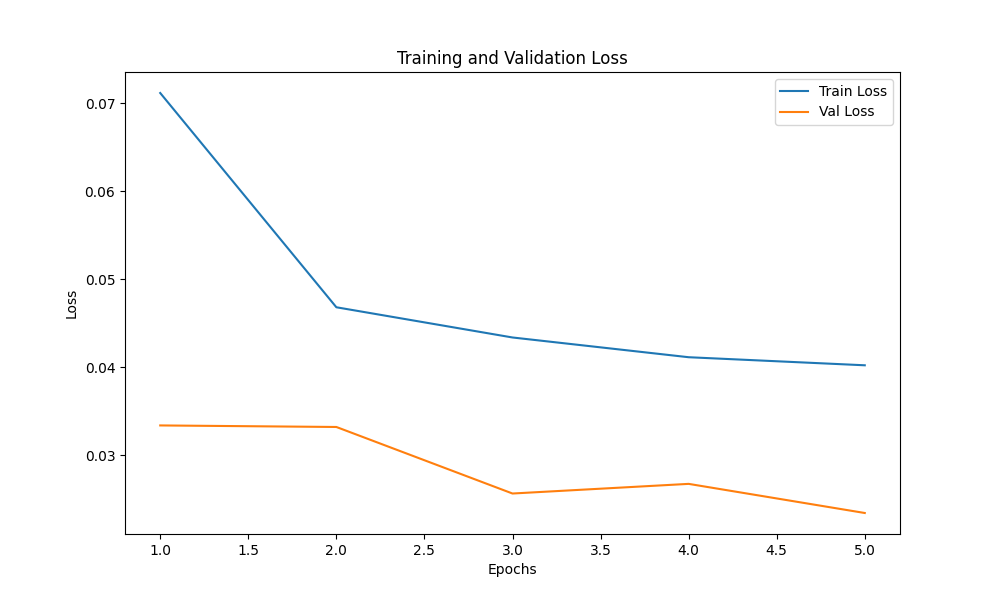 Training and Validation Loss
Train Loss
Val Loss
0.07
0.06
0.05
0.04
0.03
Loss
1.0 1.5 2.0 2.5 3.0 3.5 4.0 4.5 5.0
Epochs